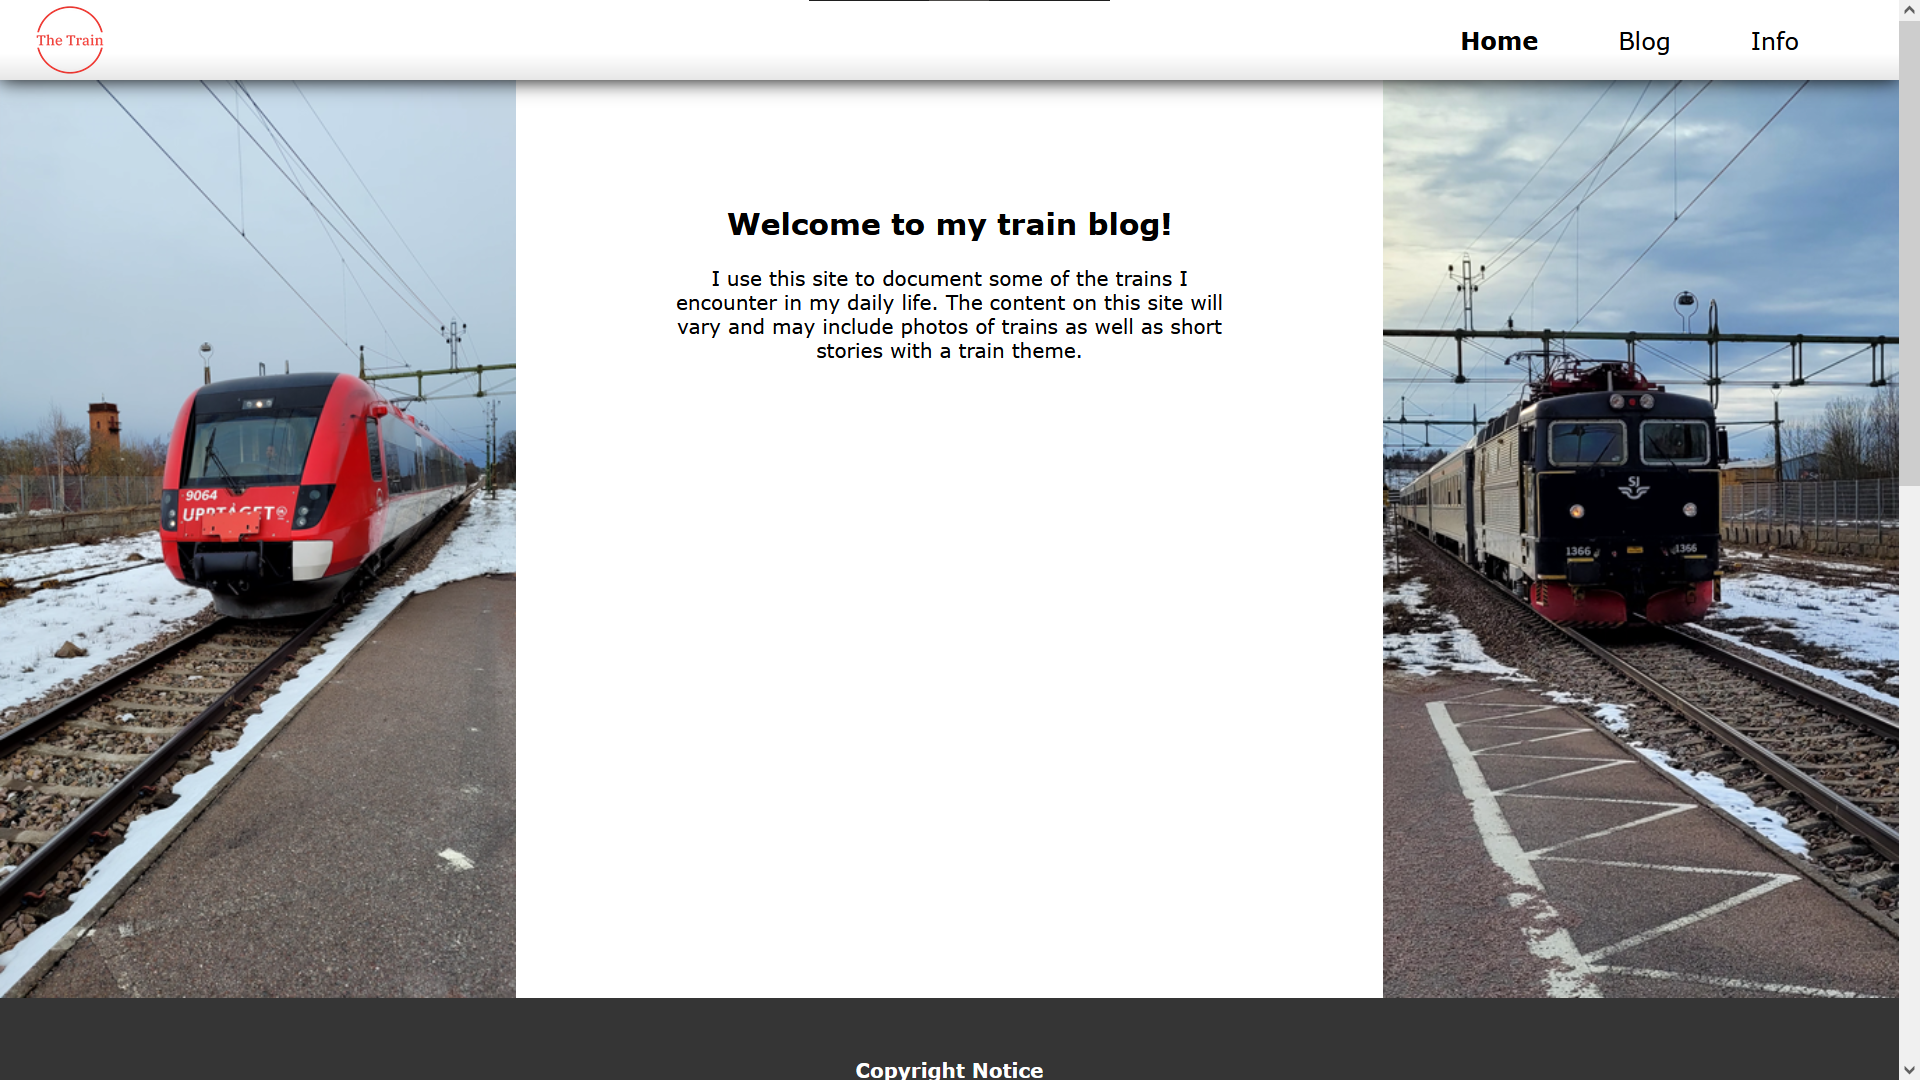 The Train
Home
Blog
Info
Welcome to my train blog!
I use this site to document some of the trains I
encounter in my daily life. The content on this site will
vary and may include photos of trains as well as short
stories with a train theme.
9064
UPPTÅGET
SJ
1366
1366
Copyright Notice